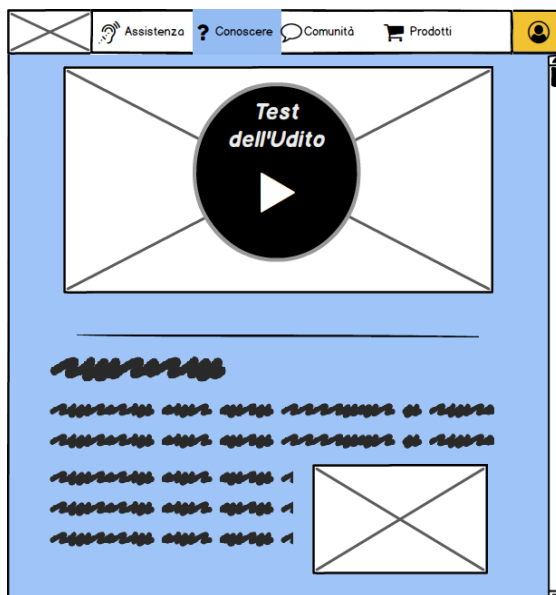 Assistenza
? Conoscere
Comunità
Prodotti
Test
dell'Udito